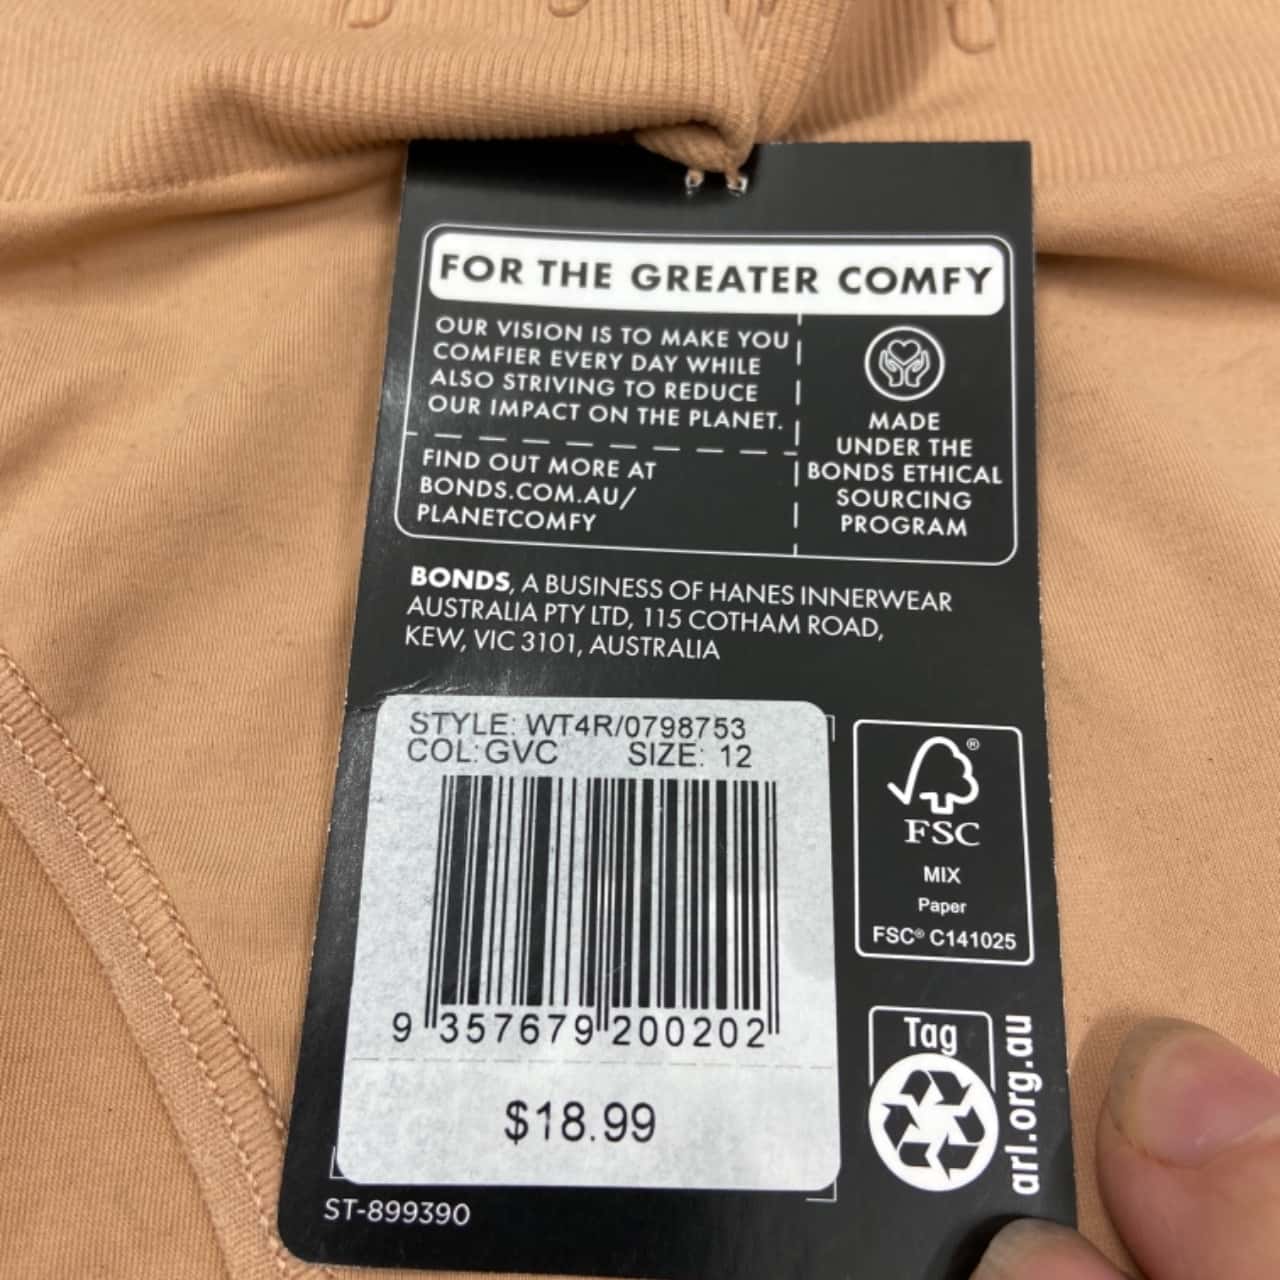 FOR THE GREATER COMFY
OUR VISION IS TO MAKE YOU
COMFIER EVERY DAY WHILE
ALSO STRIVING TO REDUCE
OUR IMPACT ON THE PLANET.
FIND OUT MORE AT
BONDS.COM.AU/
PLANETCOMFY
MADE
UNDER THE
BONDS ETHICAL
SOURCING
PROGRAM
BONDS, A BUSINESS OF HANES INNERWEAR
AUSTRALIA PTY LTD, 115 COTHAM ROAD,
KEW, VIC 3101, AUSTRALIA
STYLE: WT4R/0798753
COL:GVC SIZE: 12
9 357679 200202
$18.99
ST-899390
®
FSC
MIX
Paper
FSC® C141025
Tag
arl.org.au